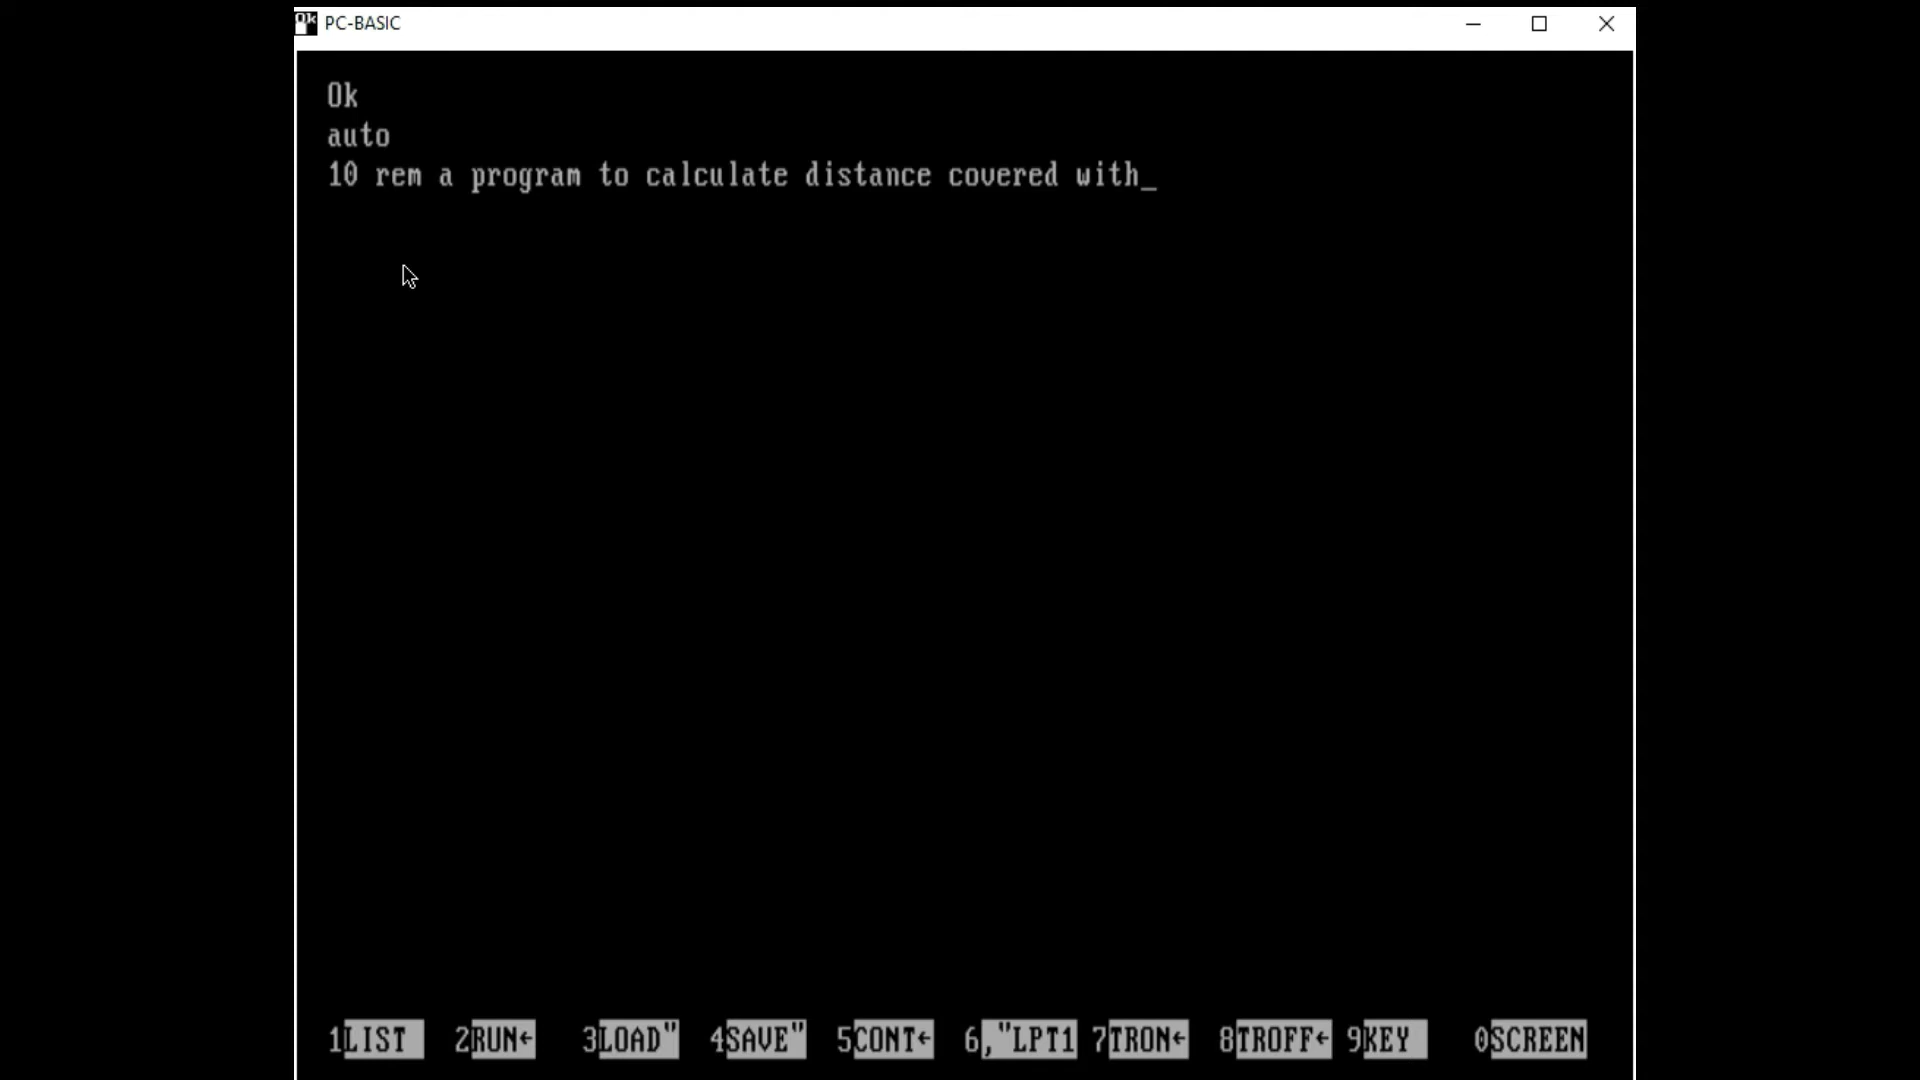 Ok PC-BASIC
Ok
auto
10 rem a program to calculate distance covered with_
1LIST 2RUN← 3LOAD" 4SAVE" 5CONT← 6,"LPT1 7TRON← 8TROFF← 9KEY 0SCREEN